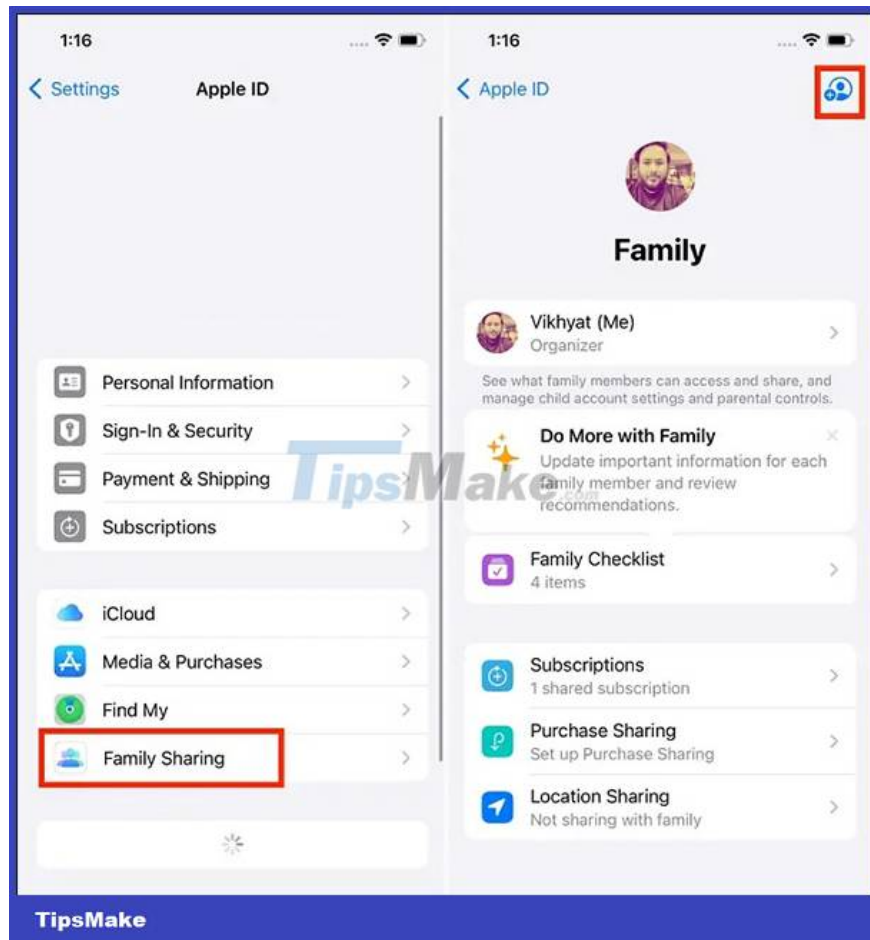 1:16
Settings
Apple ID
Personal Information
Sign-In & Security
Payment & Shipping
Subscriptions
iCloud
Media & Purchases
Find My
Family Sharing
1:16
Apple ID
Family
Vikhyat (Me)
Organizer
See what family members can access and share, and
manage child account settings and parental controls.
Do More with Family
Update important information for each
family member and review
recommendations.
Family Checklist
4 items
Subscriptions
1 shared subscription
Purchase Sharing
Set up Purchase Sharing
Location Sharing
Not sharing with family
TipsMake.com
TipsMake